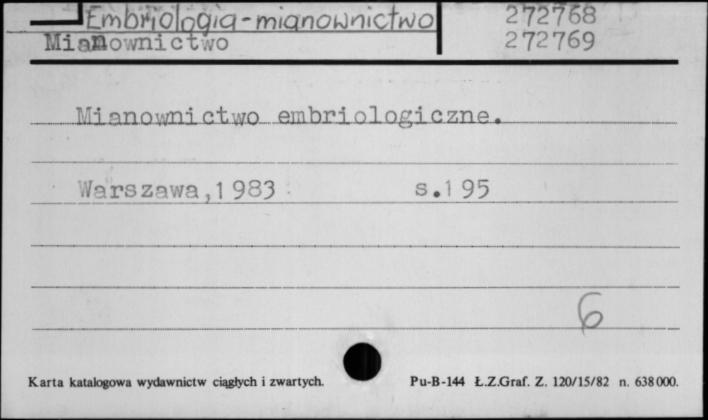 Embriologia-mianownictwo 272768
Mianownictwo 272769
Mianownictwo embriologiczne.
Warszawa,1983 s.195
6
Karta katalogowa wydawnictw ciągłych i zwartych. Pu-B-144 Ł.Z.Graf. Z. 120/15/82 n. 638000.